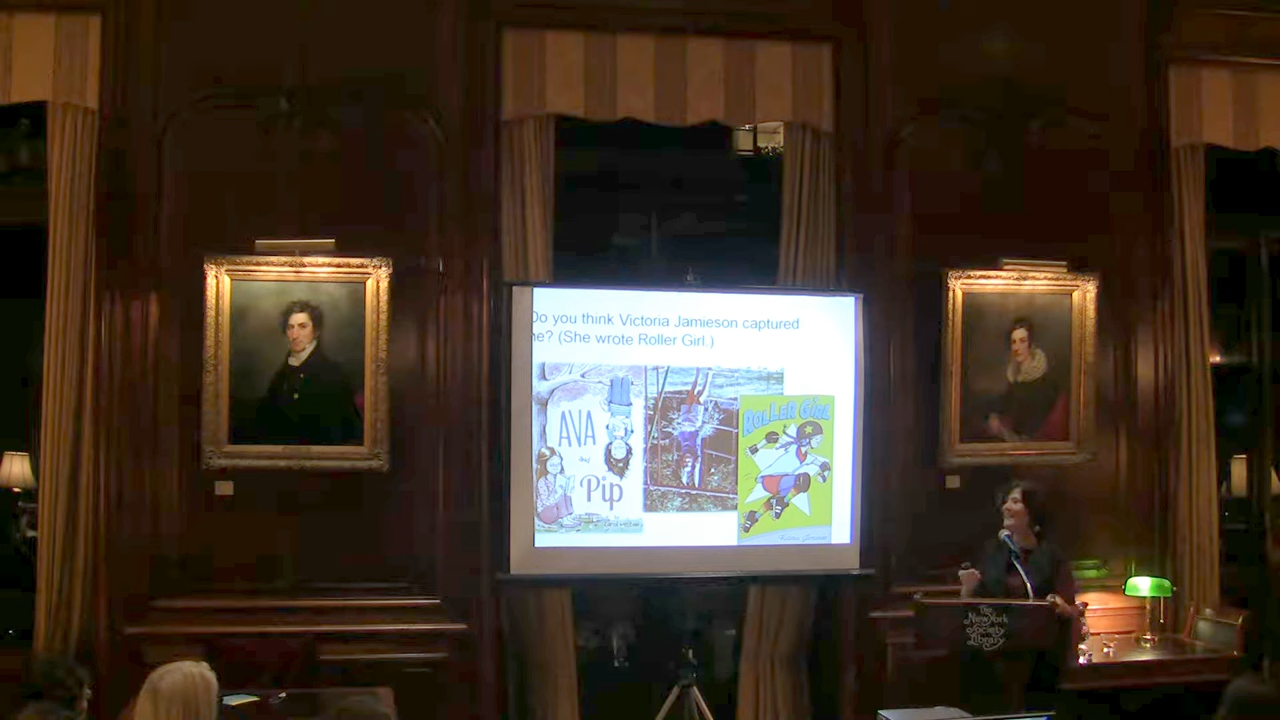 Do you think Victoria Jamieson captured
me? (She wrote Roller Girl.)
AVA
and
Pip
ROLLER GIRL
The
New York
Society
Library